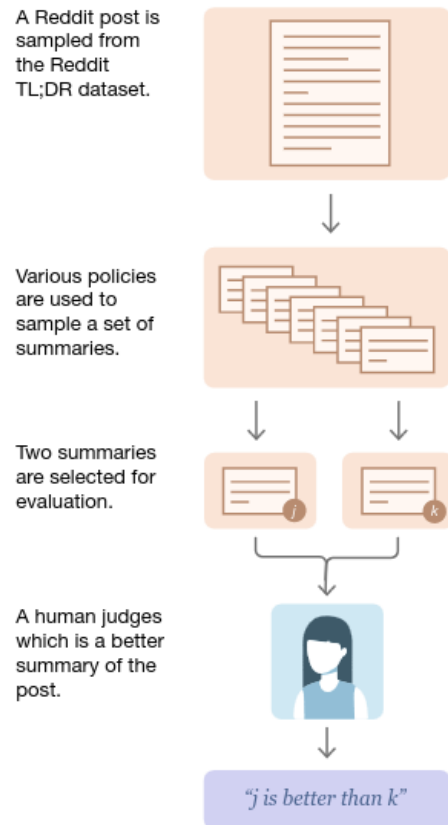 A Reddit post is
sampled from
the Reddit
TL;DR dataset.
Various policies
are used to
sample a set of
summaries.
Two summaries
are selected for
evaluation.
j
k
A human judges
which is a better
summary of the
post.
“j is better than k”